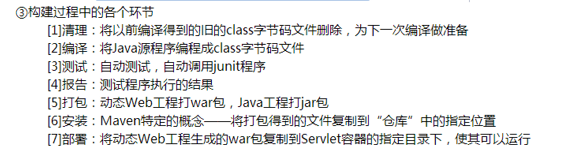 ③构建过程中的各个环节
[1]清理：将以前编译得到的旧的class字节码文件删除，为下一次编译做准备
[2]编译：将Java源程序编程成class字节码文件
[3]测试：自动测试，自动调用junit程序
[4]报告：测试程序执行的结果
[5]打包：动态Web工程打war包，Java工程打jar包
[6]安装：Maven特定的概念——将打包得到的文件复制到“仓库”中的指定位置
[7]部署：将动态Web工程生成的war包复制到Servlet容器的指定目录下，使其可以运行